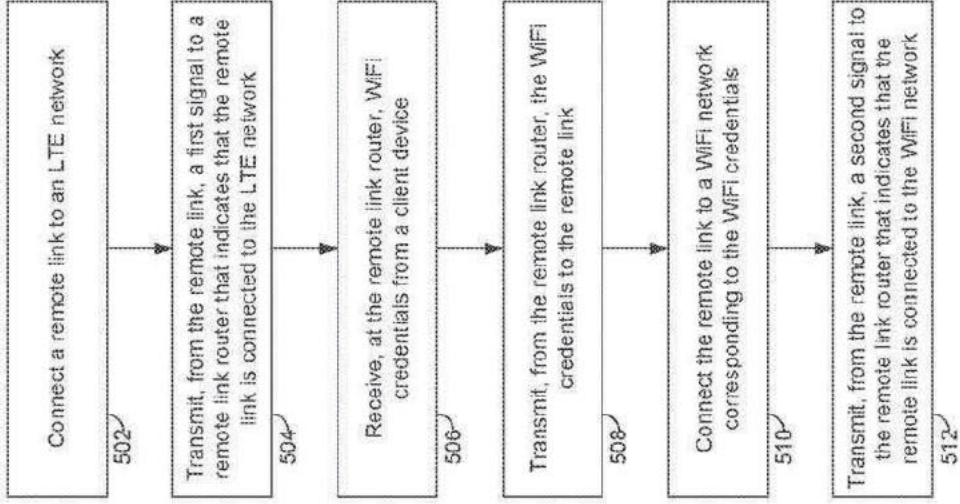 Connect a remote link to an LTE network
502
Transmit, from the remote link, a first signal to a
remote link router that indicates that the remote
link is connected to the LTE network
504
Receive, at the remote link router, WiFi
credentials from a client device
506
Transmit, from the remote link router, the WiFi
credentials to the remote link
508
Connect the remote link to a WiFi network
corresponding to the WiFi credentials
510
Transmit, from the remote link, a second signal to
the remote link router that indicates that the
remote link is connected to the WiFi network
512